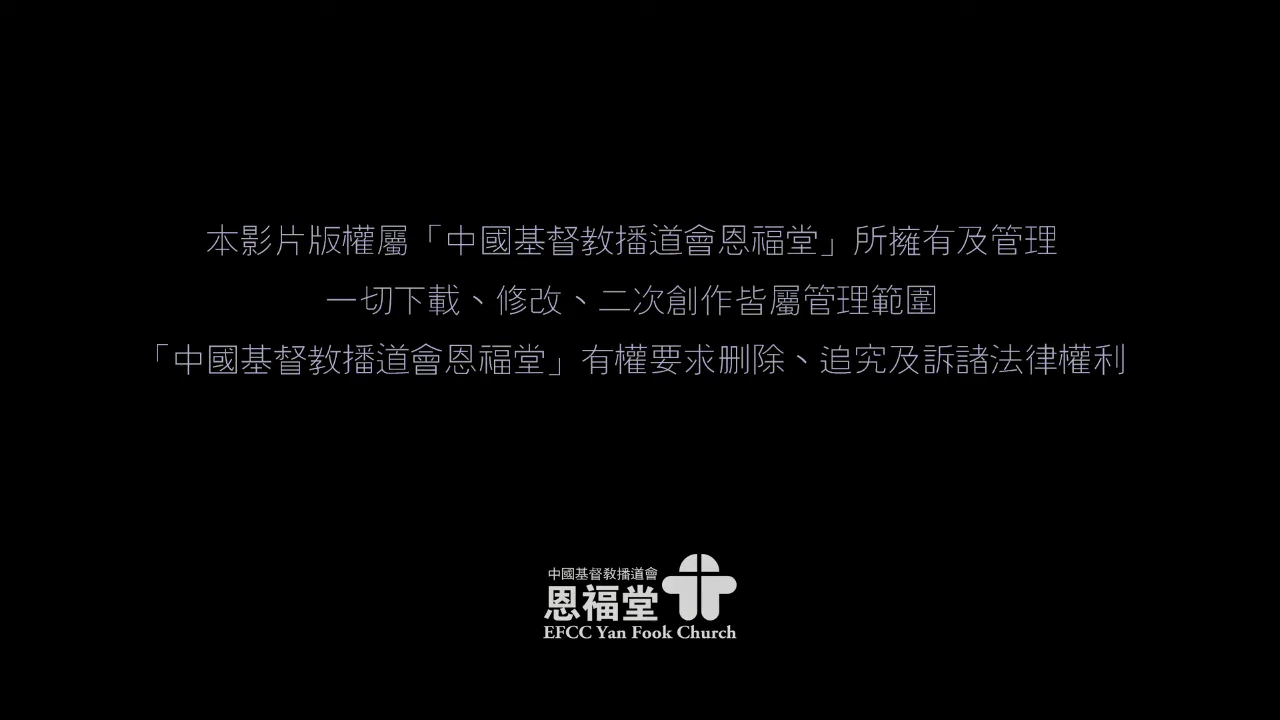 本影片版權屬「中國基督教播道會恩福堂」所擁有及管理
一切下載、修改、二次創作皆屬管理範圍
「中國基督教播道會恩福堂」有權要求刪除、追究及訴諸法律權利
中國基督教播道會
恩福堂
EFCC Yan Fook Church